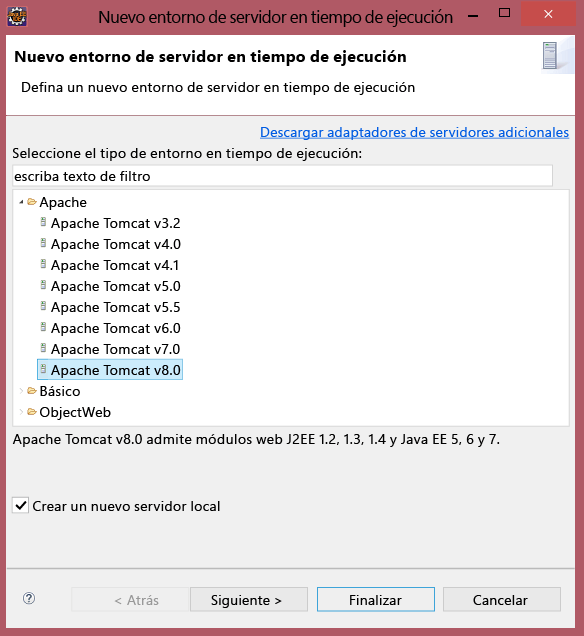 Nuevo entorno de servidor en tiempo de ejecución
Nuevo entorno de servidor en tiempo de ejecución
Defina un nuevo entorno de servidor en tiempo de ejecución
Descargar adaptadores de servidores adicionales
Seleccione el tipo de entorno en tiempo de ejecución:
escriba texto de filtro
Apache
Apache Tomcat v3.2
Apache Tomcat v4.0
Apache Tomcat v4.1
Apache Tomcat v5.0
Apache Tomcat v5.5
Apache Tomcat v6.0
Apache Tomcat v7.0
Apache Tomcat v8.0
Básico
ObjectWeb
Apache Tomcat v8.0 admite módulos web J2EE 1.2, 1.3, 1.4 y Java EE 5, 6 y 7.
Crear un nuevo servidor local
? < Atrás Siguiente > Finalizar Cancelar